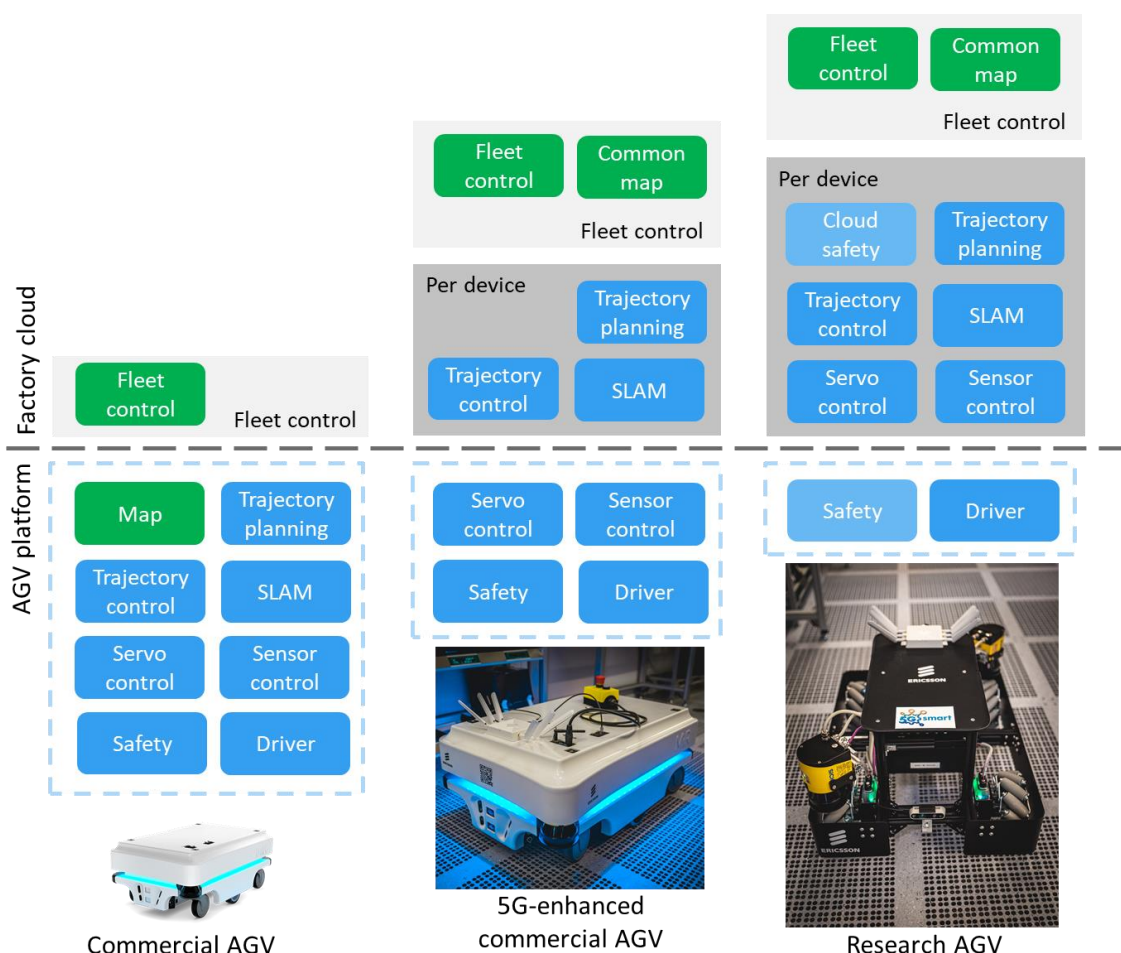 Factory cloud
AGV platform
Fleet
control
Fleet control
Map
Trajectory
planning
Trajectory
control
SLAM
Servo
control
Sensor
control
Safety
Driver
Commercial AGV
Fleet
control
Common
map
Fleet control
Per device
Trajectory
planning
Trajectory
control
SLAM
Servo
control
Sensor
control
Safety
Driver
5G-enhanced
commercial AGV
Fleet
control
Common
map
Fleet control
Per device
Cloud
safety
Trajectory
planning
Trajectory
control
SLAM
Servo
control
Sensor
control
Safety
Driver
ERICSSON
5G smart
ERICSSON
Research AGV